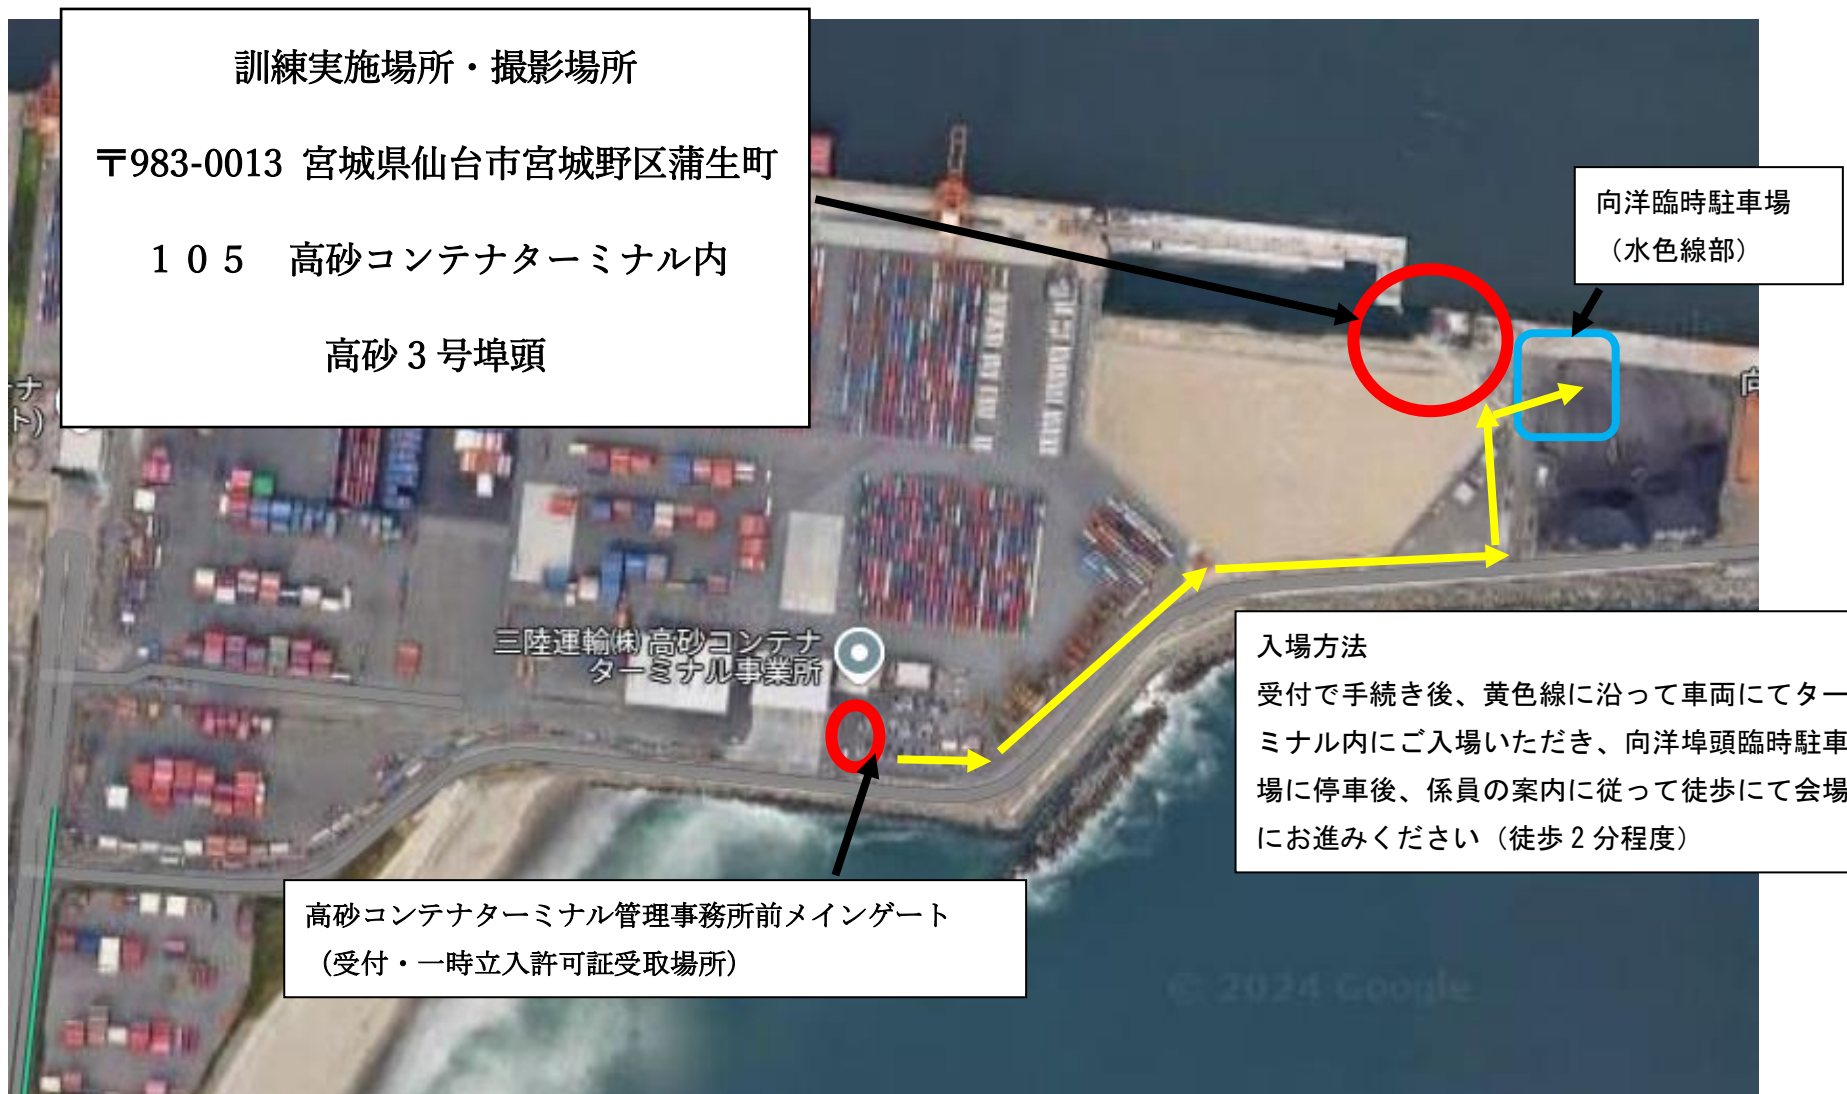 訓練実施場所・撮影場所
〒983-0013 宮城県仙台市宮城野区蒲生町
１０５　高砂コンテナターミナル内
高砂３号埠頭
向洋臨時駐車場
（水色線部）
ナ
ト)
向
三陸運輸㈱高砂コンテナ
ターミナル事業所
入場方法
受付で手続き後、黄色線に沿って車両にてター
ミナル内にご入場いただき、向洋埠頭臨時駐車
場に停車後、係員の案内に従って徒歩にて会場
にお進みください（徒歩２分程度）
高砂コンテナターミナル管理事務所前メインゲート
（受付・一時立入許可証受取場所）
© 2024 Google